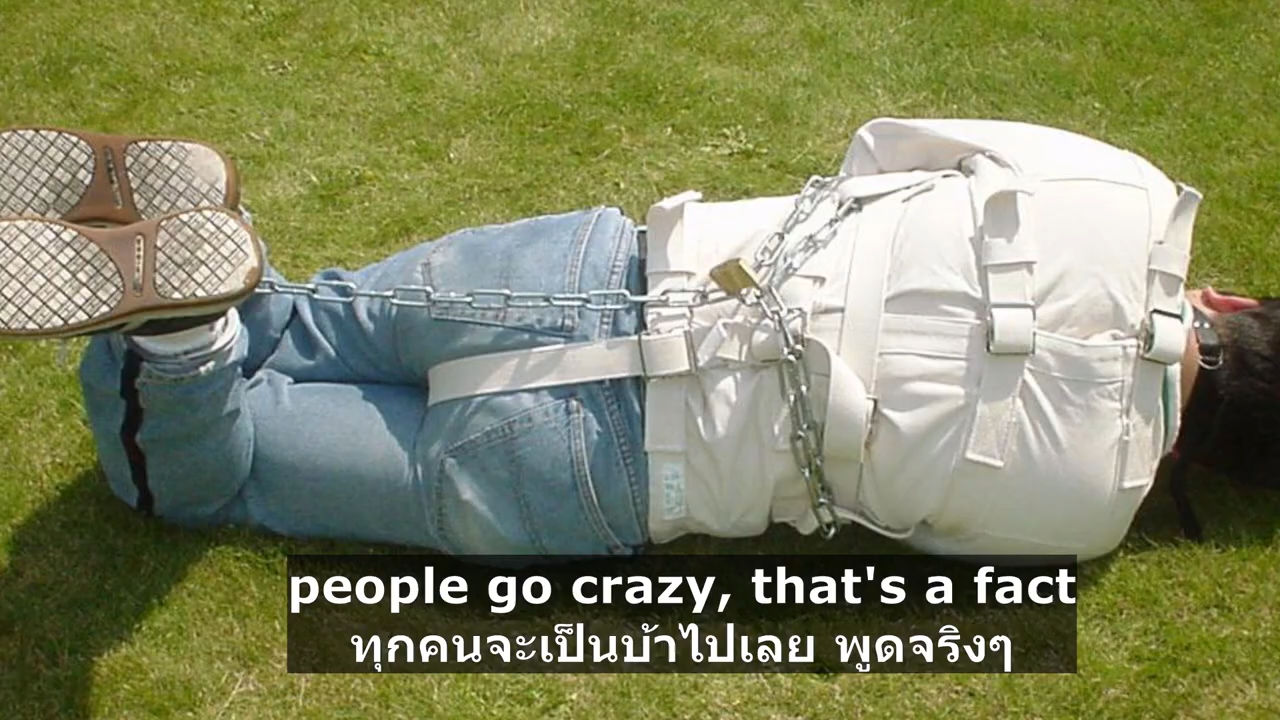 people go crazy, that's a fact
ทุกคนจะเป็นบ้าไปเลย พูดจริงๆ